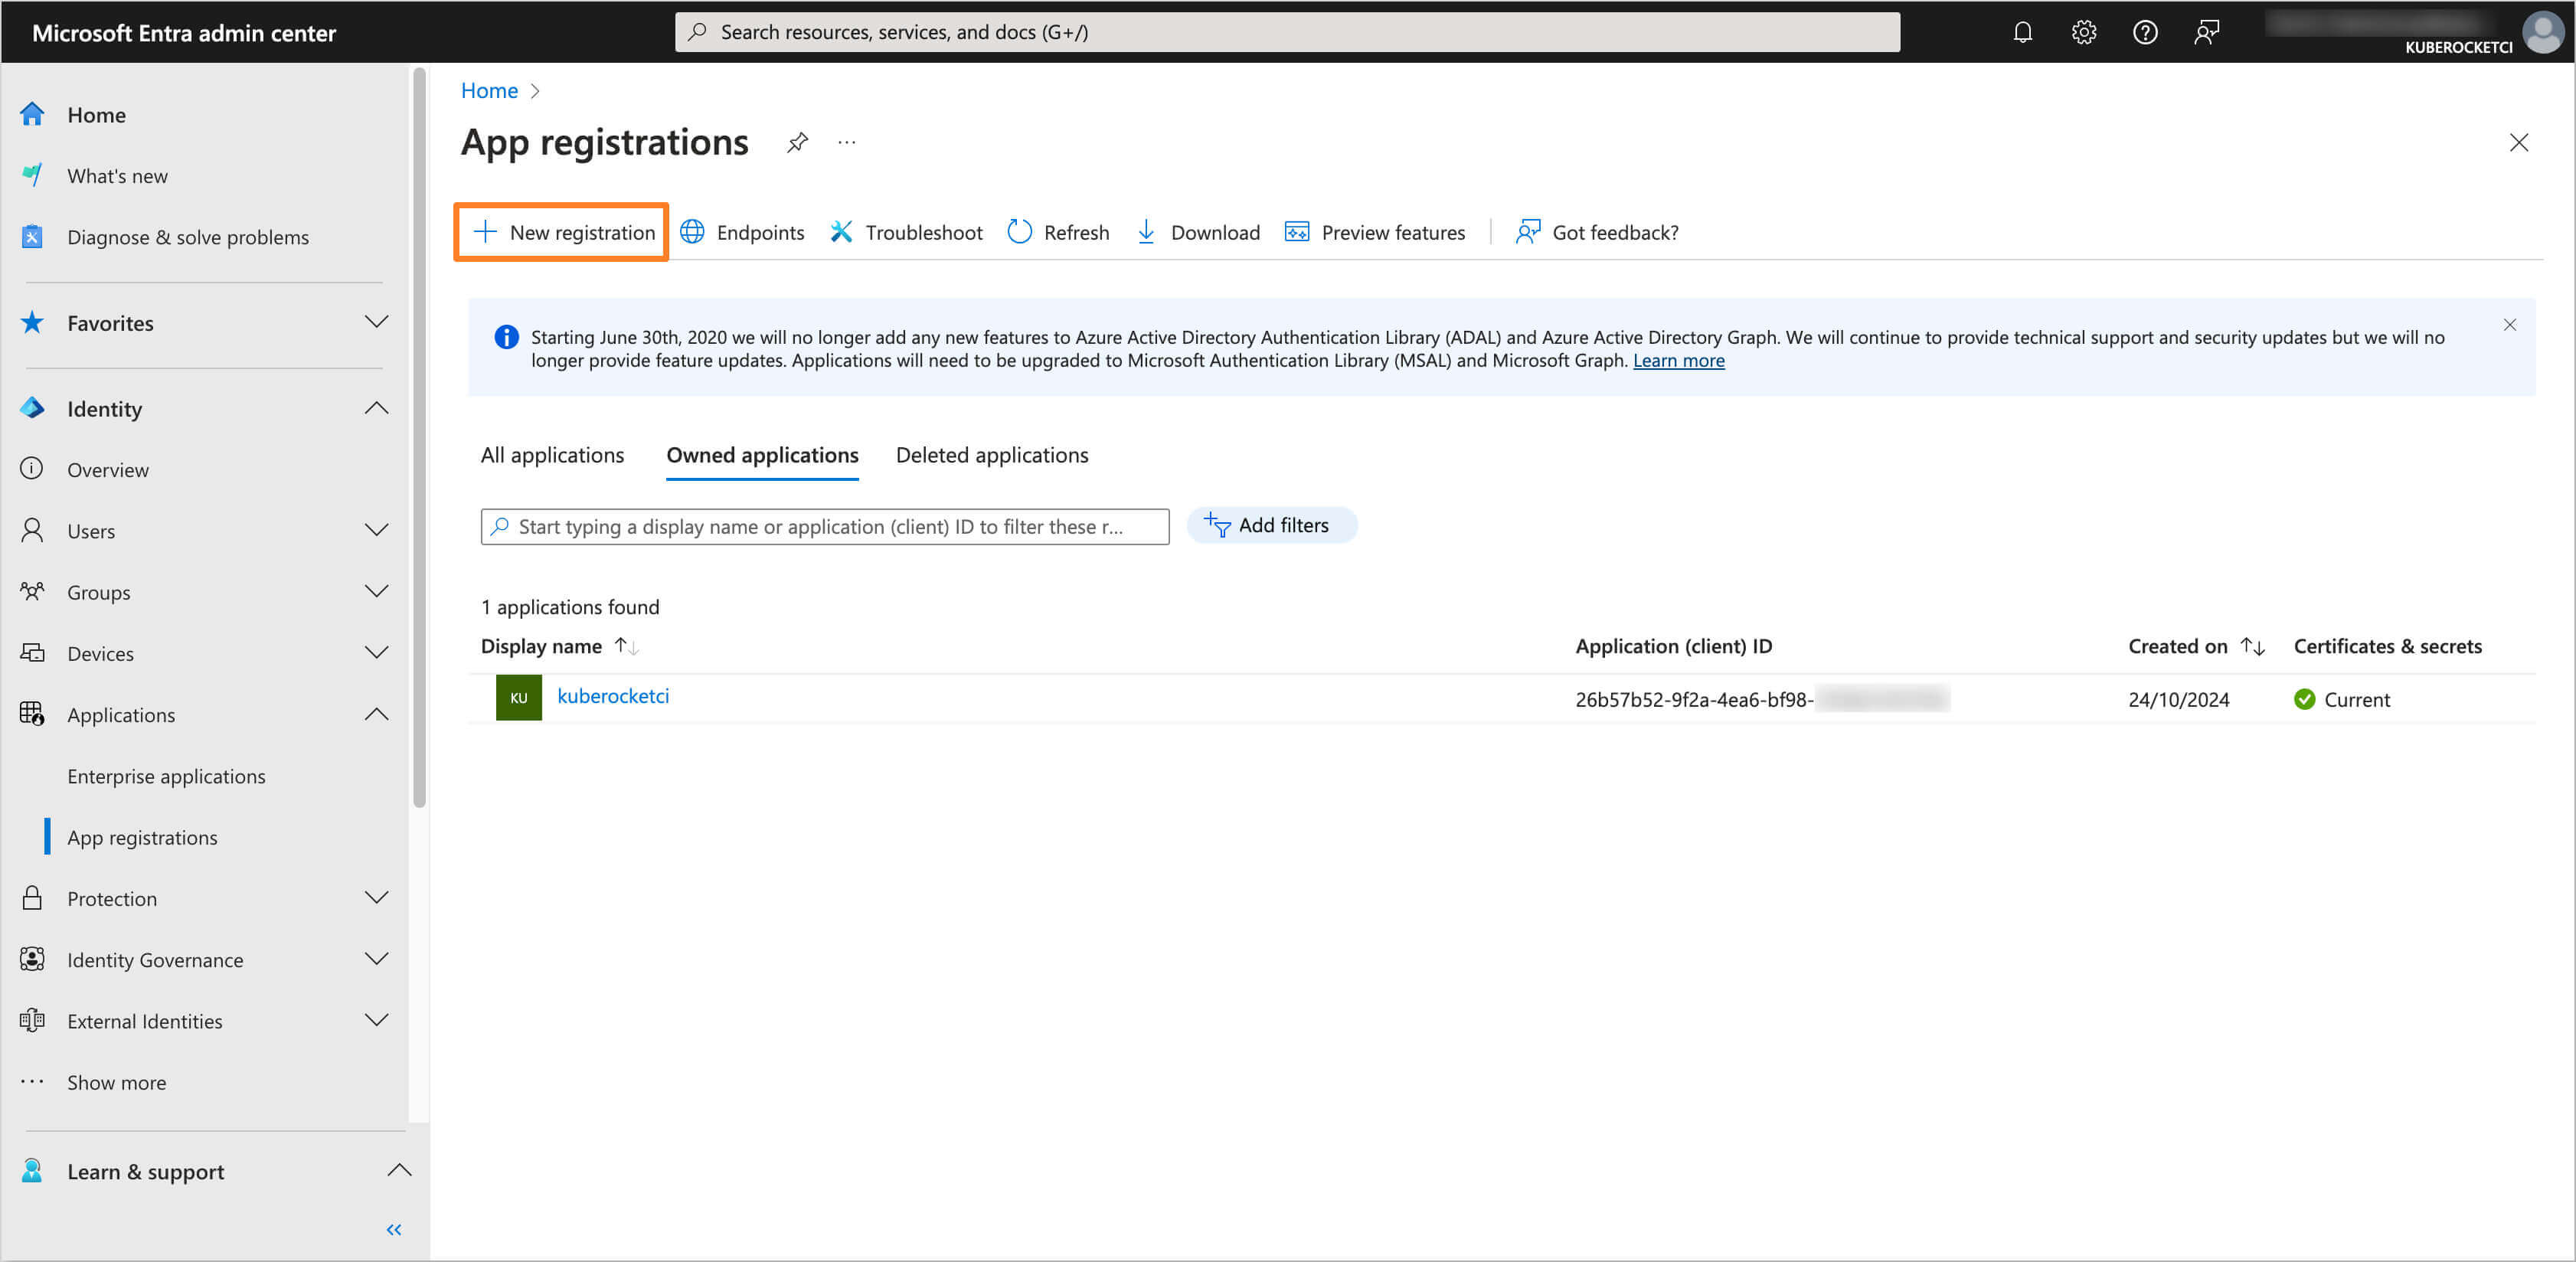 Microsoft Entra admin center
Search resources, services, and docs (G+/)
KUBEROCKETCI
Home
What's new
Diagnose & solve problems
Favorites
Identity
Overview
Users
Groups
Devices
Applications
Enterprise applications
App registrations
Protection
Identity Governance
External Identities
Show more
Learn & support
Home
App registrations
New registration Endpoints Troubleshoot Refresh Download Preview features Got feedback?
Starting June 30th, 2020 we will no longer add any new features to Azure Active Directory Authentication Library (ADAL) and Azure Active Directory Graph. We will continue to provide technical support and security updates but we will no
longer provide feature updates. Applications will need to be upgraded to Microsoft Authentication Library (MSAL) and Microsoft Graph. Learn more
All applications Owned applications Deleted applications
Start typing a display name or application (client) ID to filter these r... Add filters
1 applications found
Display name Application (client) ID Created on Certificates & secrets
KU kuberocketci 26b57b52-9f2a-4ea6-bf98- 24/10/2024 Current